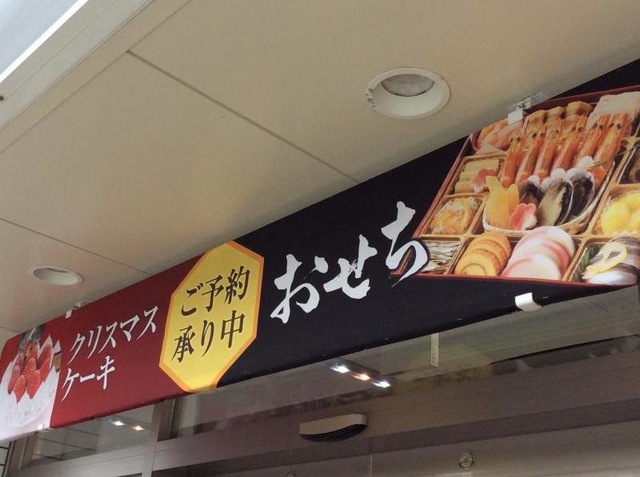 クリスマス
ケーキ
ご予約
承り中
おせち